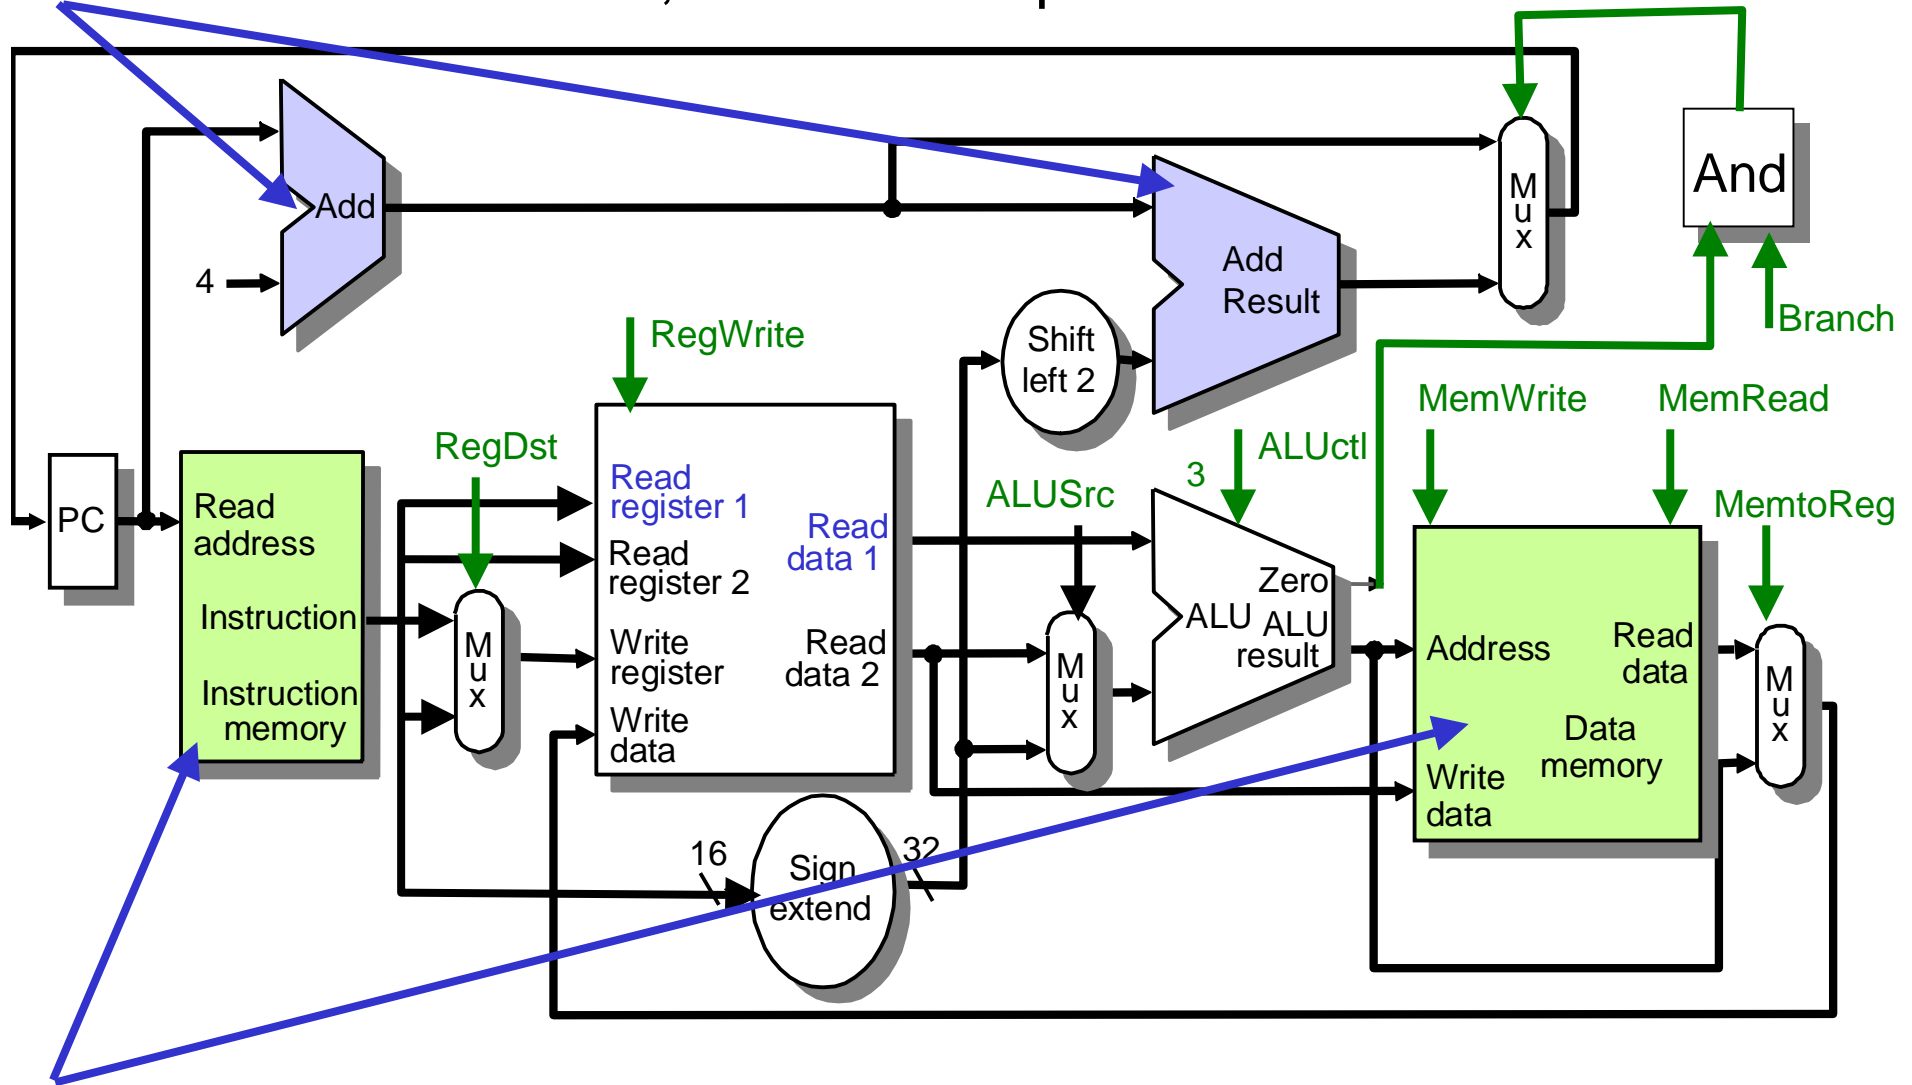 And
Add
Add
Result
M
u
x
4
Branch
Shift
left 2
RegWrite
MemWrite
MemRead
RegDst
ALUctl
3
ALUSrc
MemtoReg
PC
Read
address
Instruction
Instruction
memory
M
u
x
Read
register 1
Read
register 2
Write
register
Write
data
Read
data 1
Read
data 2
M
u
x
Zero
ALU
ALU
result
Address
Write
data
Read
data
Data
memory
M
u
x
16
Sign
extend
32